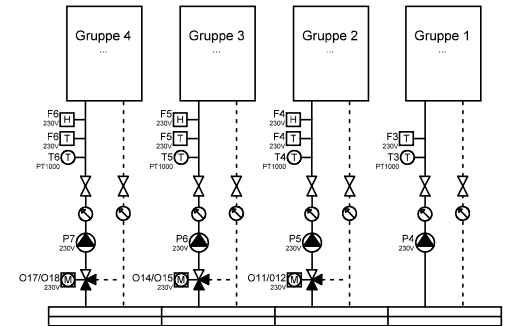 Gruppe 4
...
Gruppe 3
...
Gruppe 2
...
Gruppe 1
...
F6
230V
H
F5
230V
H
F4
230V
H
F6
230V
T
F5
230V
T
F4
230V
T
F3
230V
T
T6
PT1000
T
T5
PT1000
T
T4
PT1000
T
T3
PT1000
T
P7
230V
P6
230V
P5
230V
P4
230V
O17/O18
230V
M
O14/O15
230V
M
O11/012
230V
M